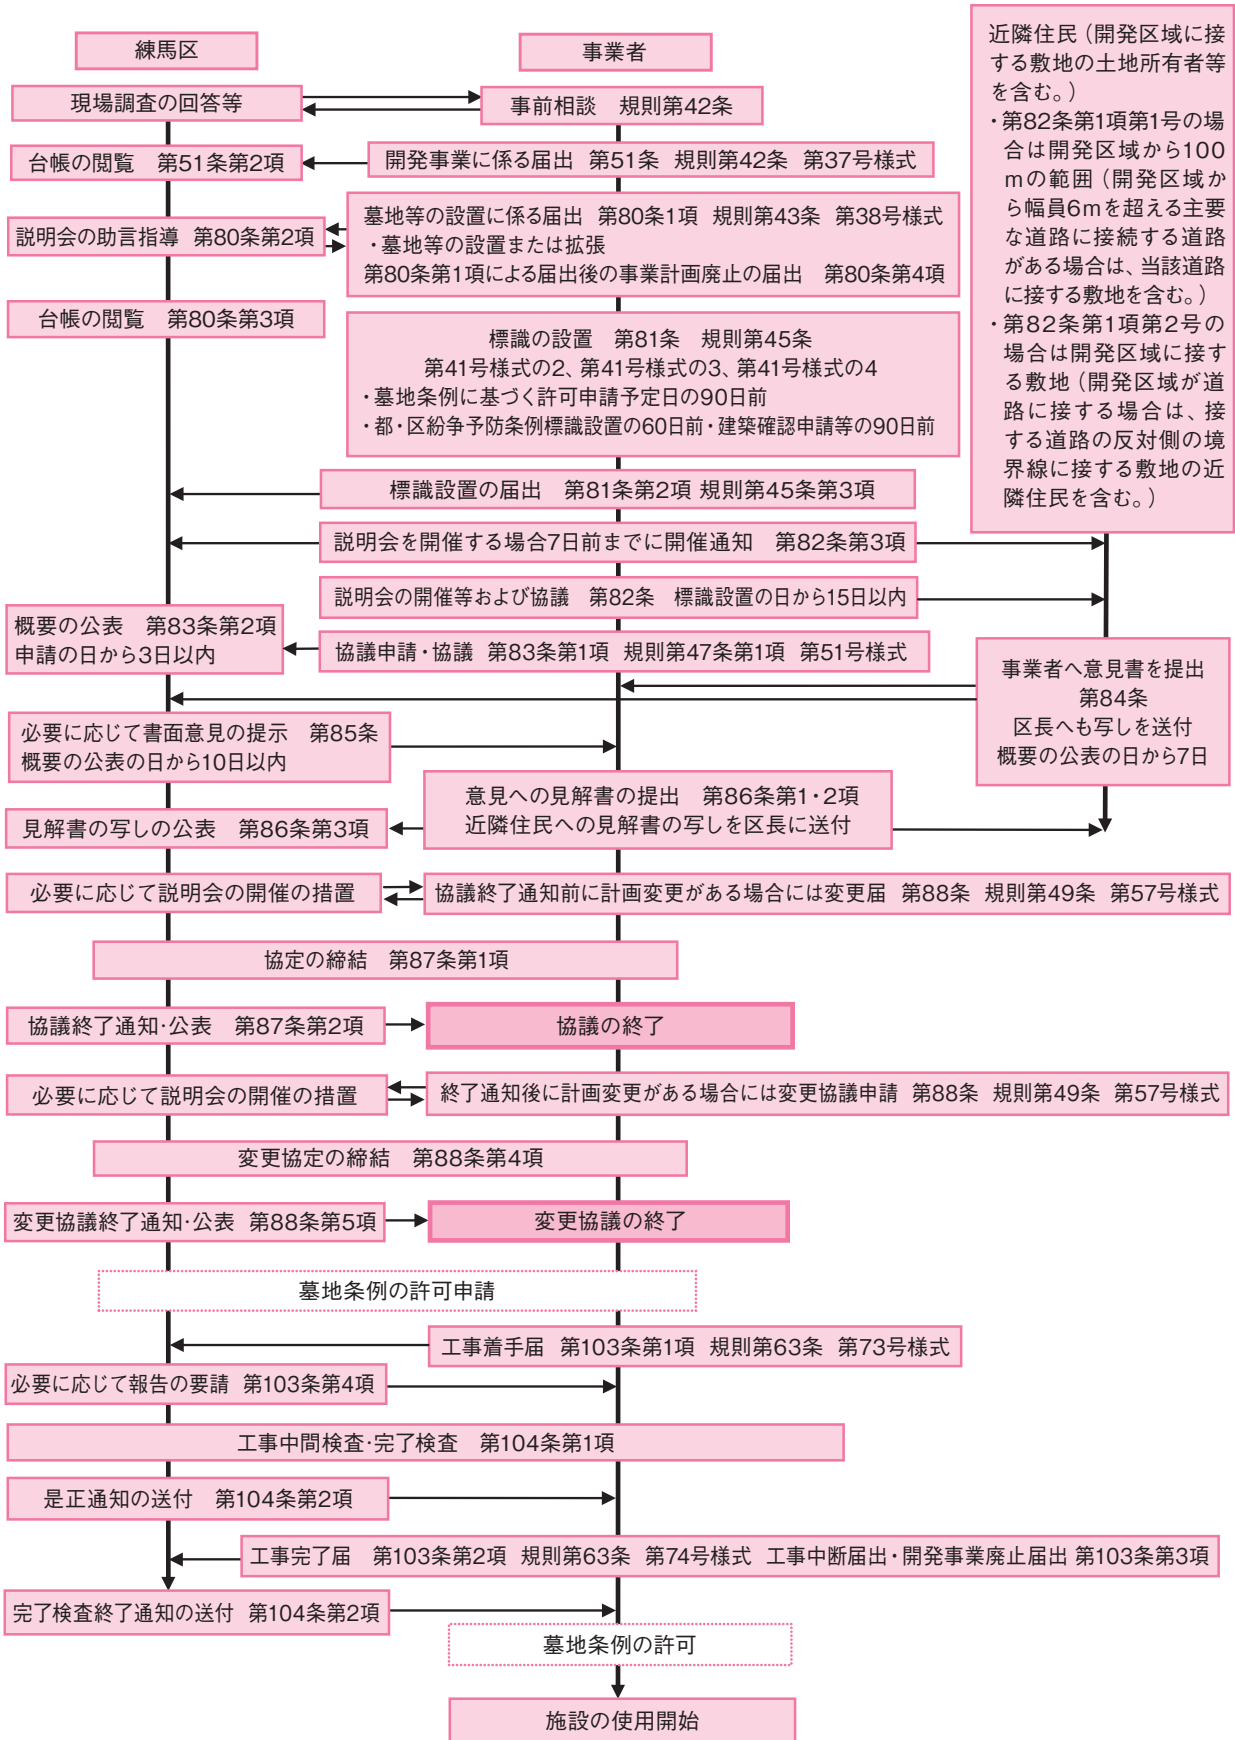 練馬区
事業者
近隣住民（開発区域に接
する敷地の土地所有者等
を含む。）
・第82条第1項第1号の場
合は開発区域から100
mの範囲（開発区域か
ら幅員6mを超える主要
な道路に接続する道路
がある場合は、当該道路
に接する敷地を含む。）
・第82条第1項第2号の
場合は開発区域に接す
る敷地（開発区域が道
路に接する場合は、接
する道路の反対側の境
界線に接する敷地の近
隣住民を含む。）
現場調査の回答等
事前相談　規則第42条
台帳の閲覧　第51条第2項
開発事業に係る届出　第51条　規則第42条　第37号様式
説明会の助言指導　第80条第2項
墓地等の設置に係る届出　第80条1項　規則第43条　第38号様式
・墓地等の設置または拡張
第80条第1項による届出後の事業計画廃止の届出　第80条第4項
台帳の閲覧　第80条第3項
標識の設置　第81条　規則第45条
第41号様式の2、第41号様式の3、第41号様式の4
・墓地条例に基づく許可申請予定日の90日前
・都・区紛争予防条例標識設置の60日前・建築確認申請等の90日前
標識設置の届出　第81条第2項 規則第45条第3項
説明会を開催する場合7日前までに開催通知　第82条第3項
説明会の開催等および協議　第82条　標識設置の日から15日以内
概要の公表　第83条第2項
申請の日から3日以内
協議申請・協議　第83条第1項　規則第47条第1項　第51号様式
事業者へ意見書を提出
第84条
区長へも写しを送付
概要の公表の日から7日
必要に応じて書面意見の提示　第85条
概要の公表の日から10日以内
意見への見解書の提出　第86条第1・2項
近隣住民への見解書の写しを区長に送付
見解書の写しの公表　第86条第3項
必要に応じて説明会の開催の措置
協議終了通知前に計画変更がある場合には変更届　第88条　規則第49条　第57号様式
協定の締結　第87条第1項
協議終了通知・公表　第87条第2項
協議の終了
必要に応じて説明会の開催の措置
終了通知後に計画変更がある場合には変更協議申請　第88条　規則第49条　第57号様式
変更協定の締結　第88条第4項
変更協議終了通知・公表　第88条第5項
変更協議の終了
墓地条例の許可申請
工事着手届　第103条第1項　規則第63条　第73号様式
必要に応じて報告の要請　第103条第4項
工事中間検査・完了検査　第104条第1項
是正通知の送付　第104条第2項
工事完了届　第103条第2項　規則第63条　第74号様式　工事中断届出・開発事業廃止届出 第103条第3項
完了検査終了通知の送付　第104条第2項
墓地条例の許可
施設の使用開始